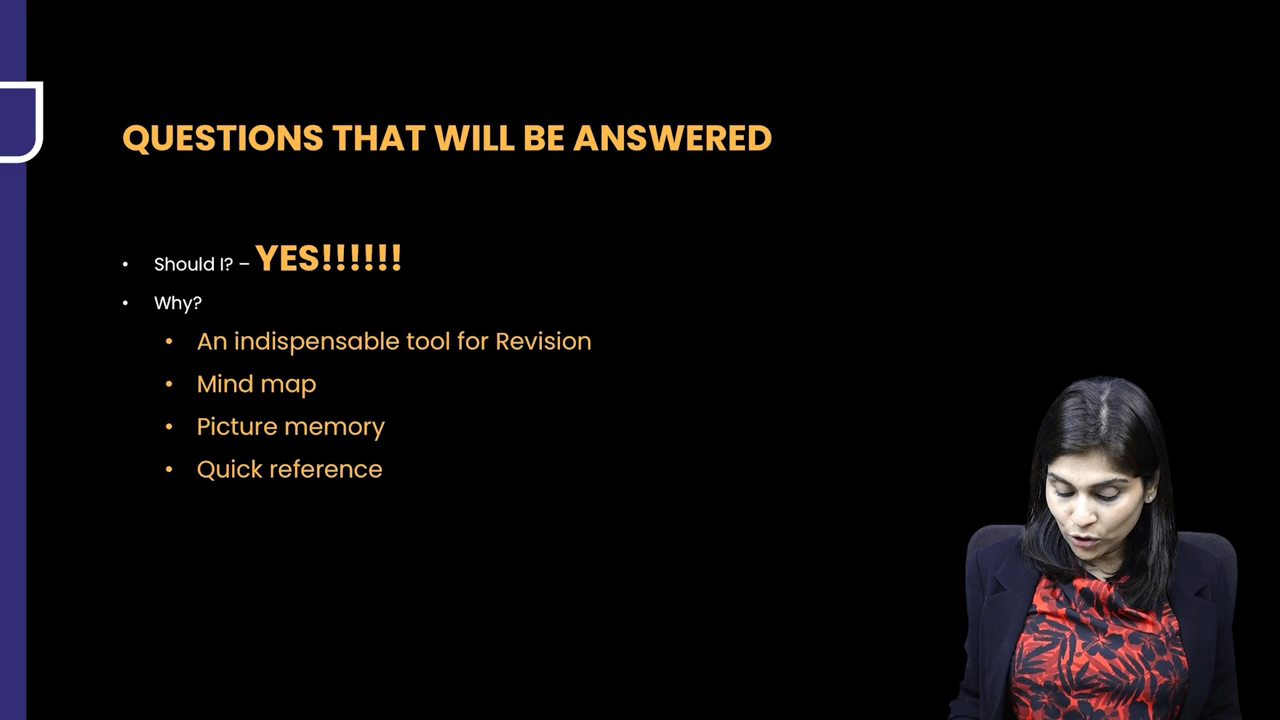 QUESTIONS THAT WILL BE ANSWERED
• Should I? – YES!!!!!!
• Why?
• An indispensable tool for Revision
• Mind map
• Picture memory
• Quick reference